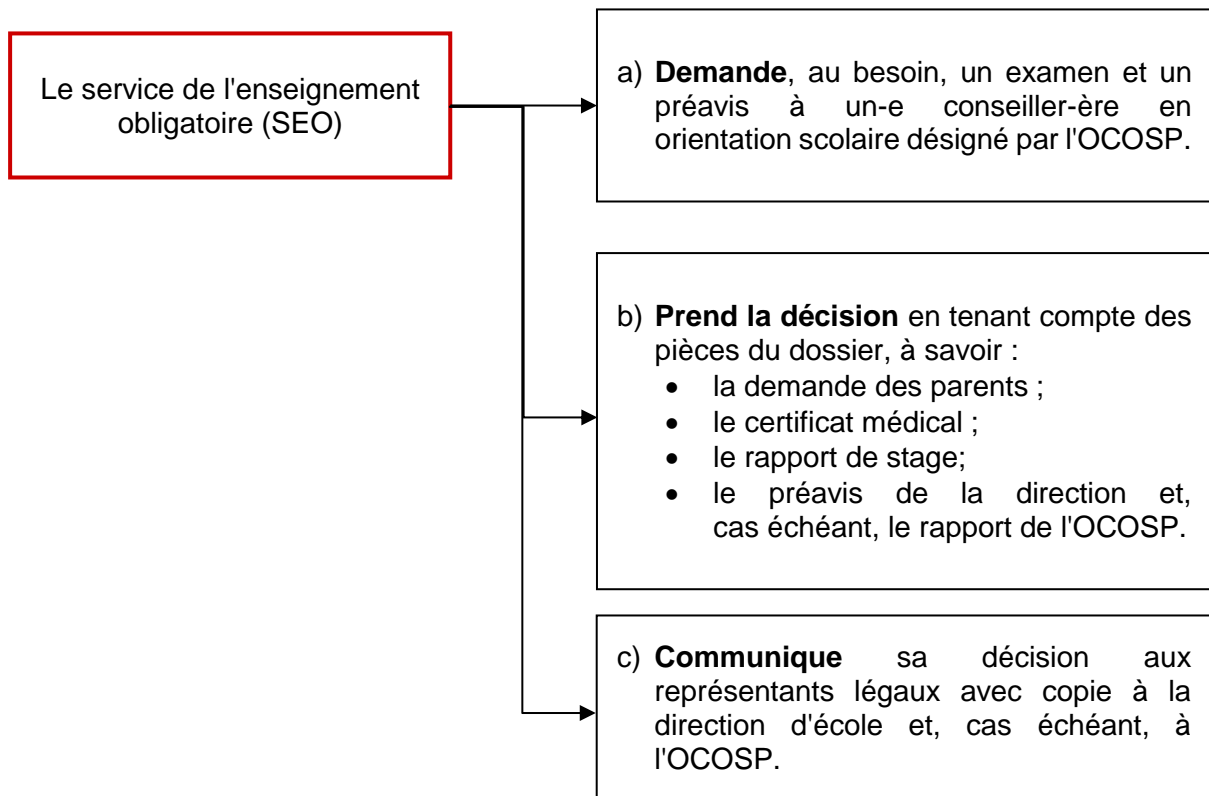 Le service de l'enseignement
obligatoire (SEO)
a) Demande, au besoin, un examen et un
préavis à un-e conseiller-ère en
orientation scolaire désigné par l'OCOSP.
b) Prend la décision en tenant compte des
pièces du dossier, à savoir :
• la demande des parents ;
• le certificat médical ;
• le rapport de stage;
• le préavis de la direction et,
cas échéant, le rapport de l'OCOSP.
c) Communique sa décision aux
représentants légaux avec copie à la
direction d'école et, cas échéant, à
l'OCOSP.